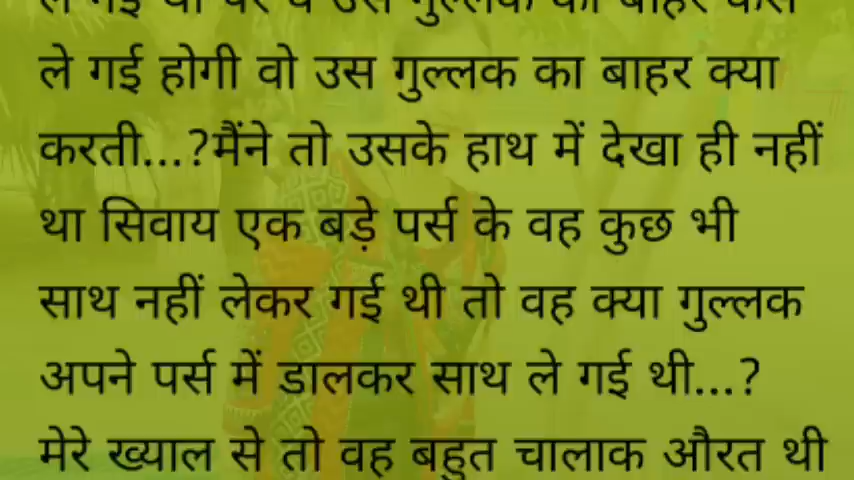 ले गई होगी वो उस गुल्लक का बाहर क्या
करती...?मैंने तो उसके हाथ में देखा ही नहीं
था सिवाय एक बड़े पर्स के वह कुछ भी
साथ नहीं लेकर गई थी तो वह क्या गुल्लक
अपने पर्स में डालकर साथ ले गई थी...?
मेरे ख्याल से तो वह बहुत चालाक औरत थी